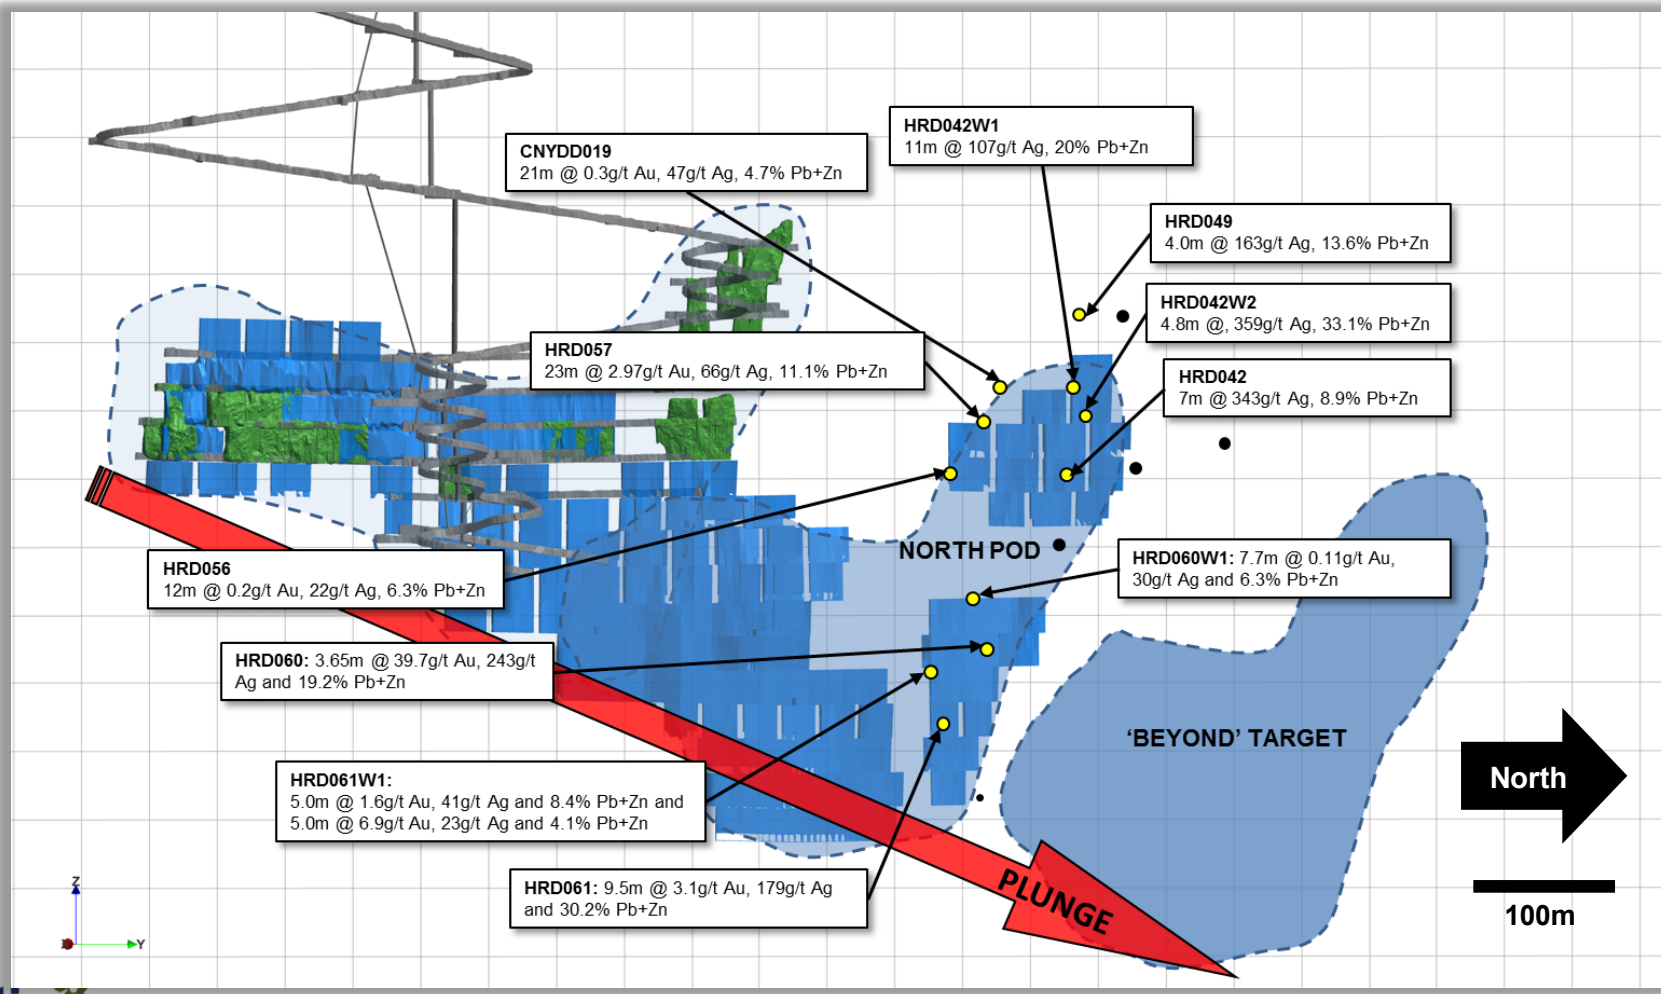 HRD042W1
11m @ 107g/t Ag, 20% Pb+Zn
CNYDD019
21m @ 0.3g/t Au, 47g/t Ag, 4.7% Pb+Zn
HRD049
4.0m @ 163g/t Ag, 13.6% Pb+Zn
HRD042W2
4.8m @, 359g/t Ag, 33.1% Pb+Zn
HRD057
23m @ 2.97g/t Au, 66g/t Ag, 11.1% Pb+Zn
HRD042
7m @ 343g/t Ag, 8.9% Pb+Zn
NORTH POD
HRD056
12m @ 0.2g/t Au, 22g/t Ag, 6.3% Pb+Zn
HRD060W1: 7.7m @ 0.11g/t Au,
30g/t Ag and 6.3% Pb+Zn
HRD060: 3.65m @ 39.7g/t Au, 243g/t
Ag and 19.2% Pb+Zn
'BEYOND' TARGET
North
HRD061W1:
5.0m @ 1.6g/t Au, 41g/t Ag and 8.4% Pb+Zn and
5.0m @ 6.9g/t Au, 23g/t Ag and 4.1% Pb+Zn
HRD061: 9.5m @ 3.1g/t Au, 179g/t Ag
and 30.2% Pb+Zn
PLUNGE
100m
Z
Y